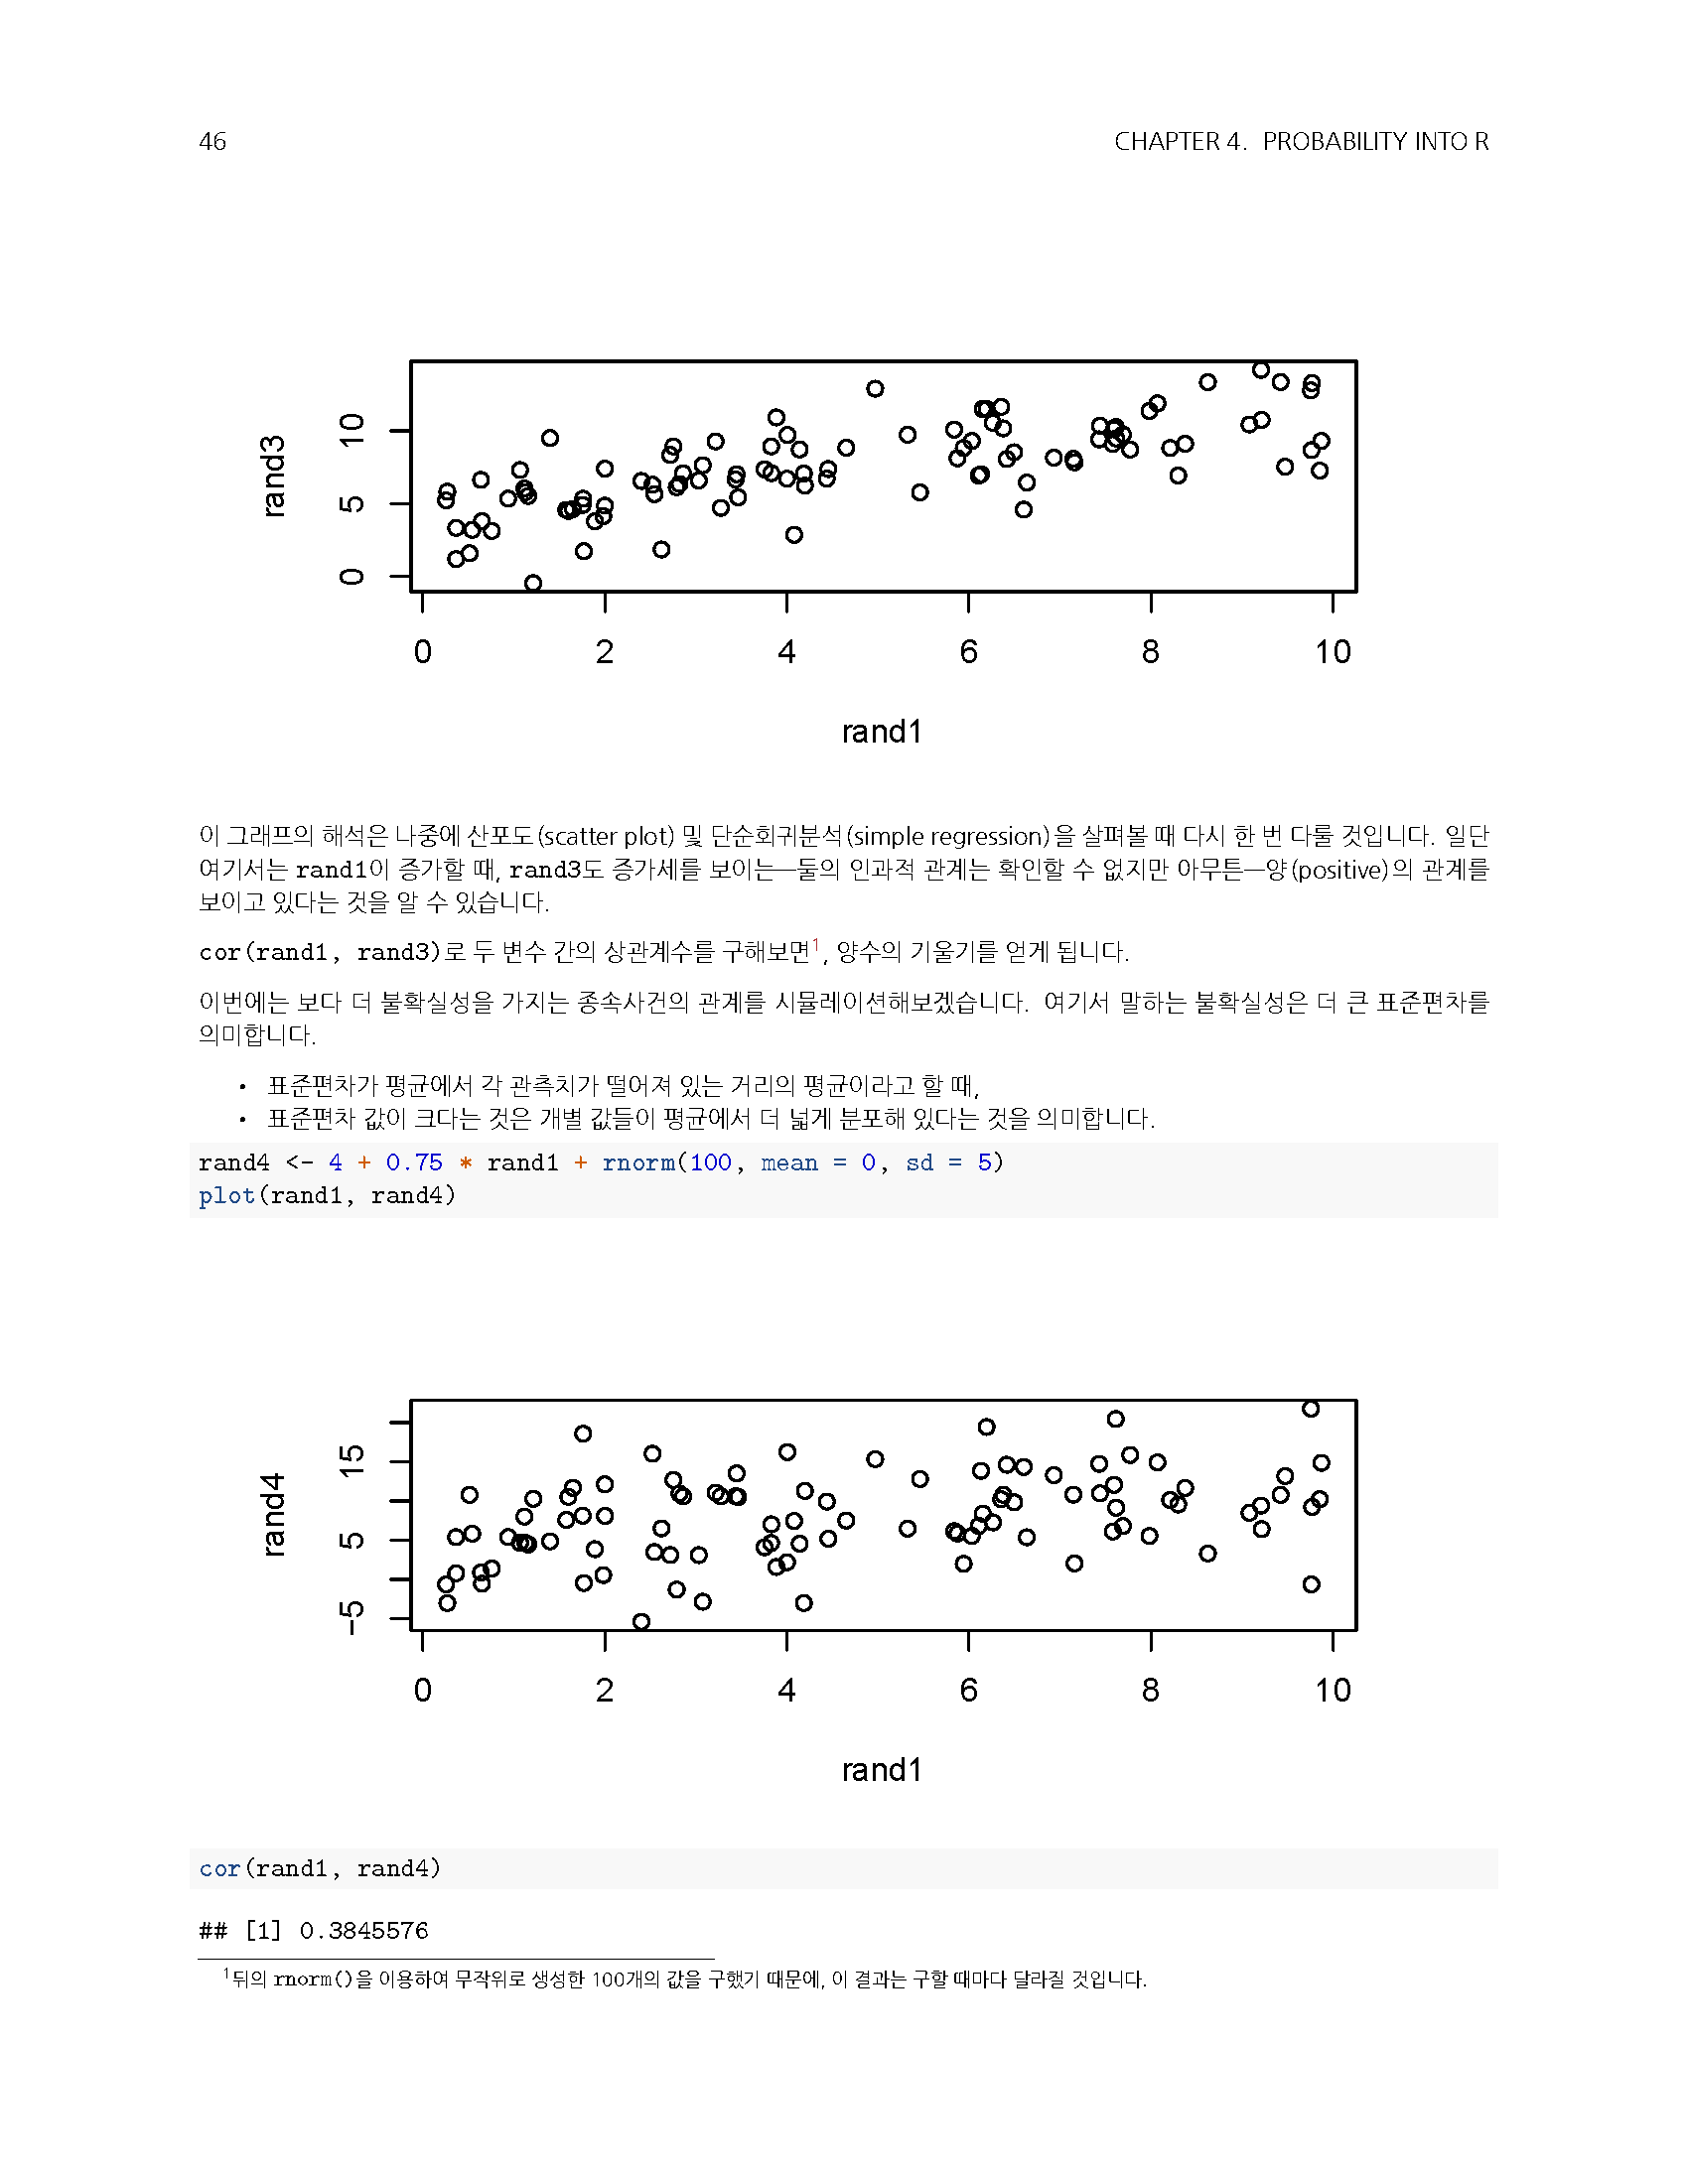 46
CHAPTER 4. PROBABILITY INTO R
rand3
10
5
0
0 2 4 6 8 10
rand1
이 그래프의 해석은 나중에 산포도(scatter plot) 및 단순회귀분석(simple regression)을 살펴볼 때 다시 한 번 다룰 것입니다. 일단
여기서는 rand1이 증가할 때, rand3도 증가세를 보이는—둘의 인과적 관계는 확인할 수 없지만 아무튼—양(positive)의 관계를
보이고 있다는 것을 알 수 있습니다.
cor(rand1, rand3)로 두 변수 간의 상관계수를 구해보면1, 양수의 기울기를 얻게 됩니다.
이번에는 보다 더 불확실성을 가지는 종속사건의 관계를 시뮬레이션해보겠습니다. 여기서 말하는 불확실성은 더 큰 표준편차를
의미합니다.
• 표준편차가 평균에서 각 관측치가 떨어져 있는 거리의 평균이라고 할 때,
• 표준편차 값이 크다는 것은 개별 값들이 평균에서 더 넓게 분포해 있다는 것을 의미합니다.
rand4 <- 4 + 0.75 * rand1 + rnorm(100, mean = 0, sd = 5)
plot(rand1, rand4)
rand4
15
5
−5
0 2 4 6 8 10
rand1
cor(rand1, rand4)
## [1] 0.3845576
1뒤의 rnorm()을 이용하여 무작위로 생성한 100개의 값을 구했기 때문에, 이 결과는 구할 때마다 달라질 것입니다.